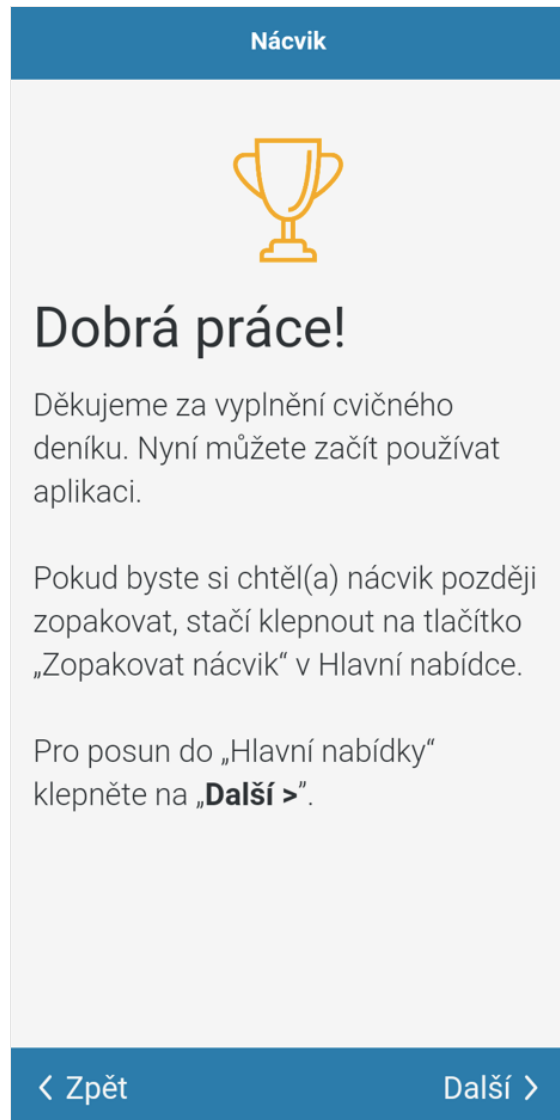 Nácvik
Dobrá práce!
Děkujeme za vyplnění cvičného
deníku. Nyní můžete začít používat
aplikaci.
Pokud byste si chtěl(a) nácvik později
zopakovat, stačí klepnout na tlačítko
„Zopakovat nácvik“ v Hlavní nabídce.
Pro posun do „Hlavní nabídky“
klepněte na „Další >”.
< Zpět
Další >